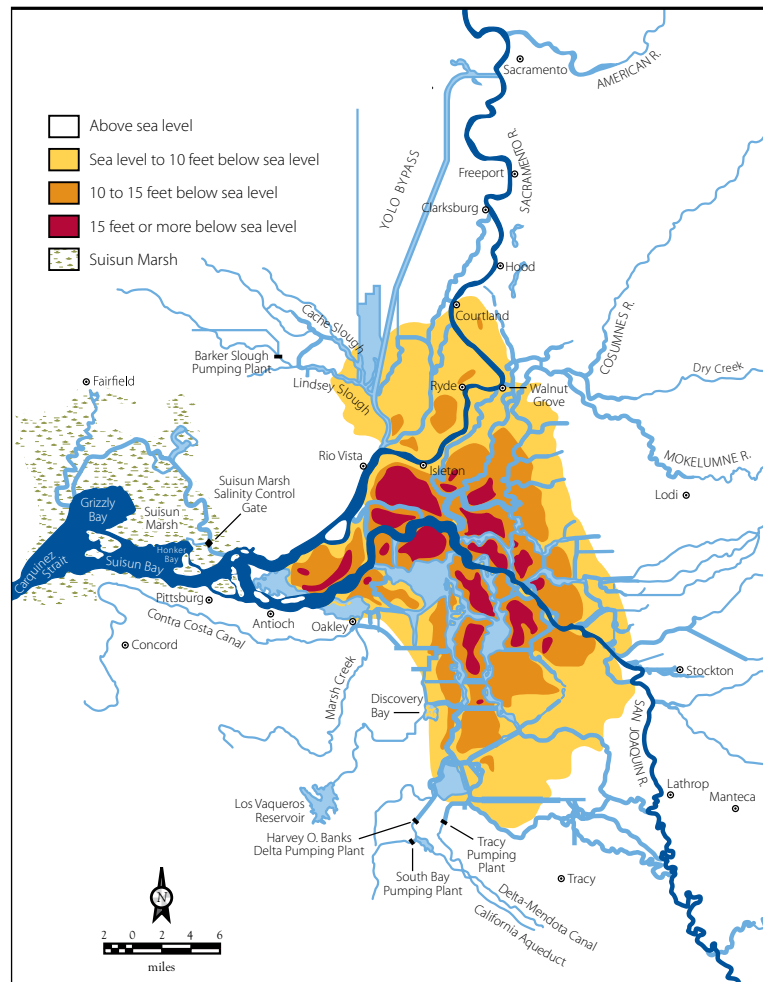 Sacramento
AMERICAN R.
Above sea level
Sea level to 10 feet below sea level
10 to 15 feet below sea level
15 feet or more below sea level
Suisun Marsh
YOLO BYPASS
SACRAMENTO R.
Freeport
Clarksburg
Hood
Courtland
Cache Slough
Barker Slough
Pumping Plant
Lindsey Slough
COSUMNES R.
Dry Creek
Fairfield
Ryde
Walnut
Grove
MOKELUMNE R.
Rio Vista
Isleton
Lodi
Suisun Marsh
Salinity Control
Gate
Grizzly
Bay
Suisun
Marsh
Honker
Bay
Carquinez
Strait
Suisun Bay
Pittsburg
Antioch
Oakley
Contra Costa Canal
Concord
Marsh Creek
Stockton
Discovery
Bay
SAN JOAQUIN R.
Lathrop
Manteca
Los Vaqueros
Reservoir
Harvey O. Banks
Delta Pumping Plant
Tracy
Pumping
Plant
South Bay
Pumping Plant
Tracy
Delta-Mendota Canal
California Aqueduct
N
2 0 2 4 6
miles